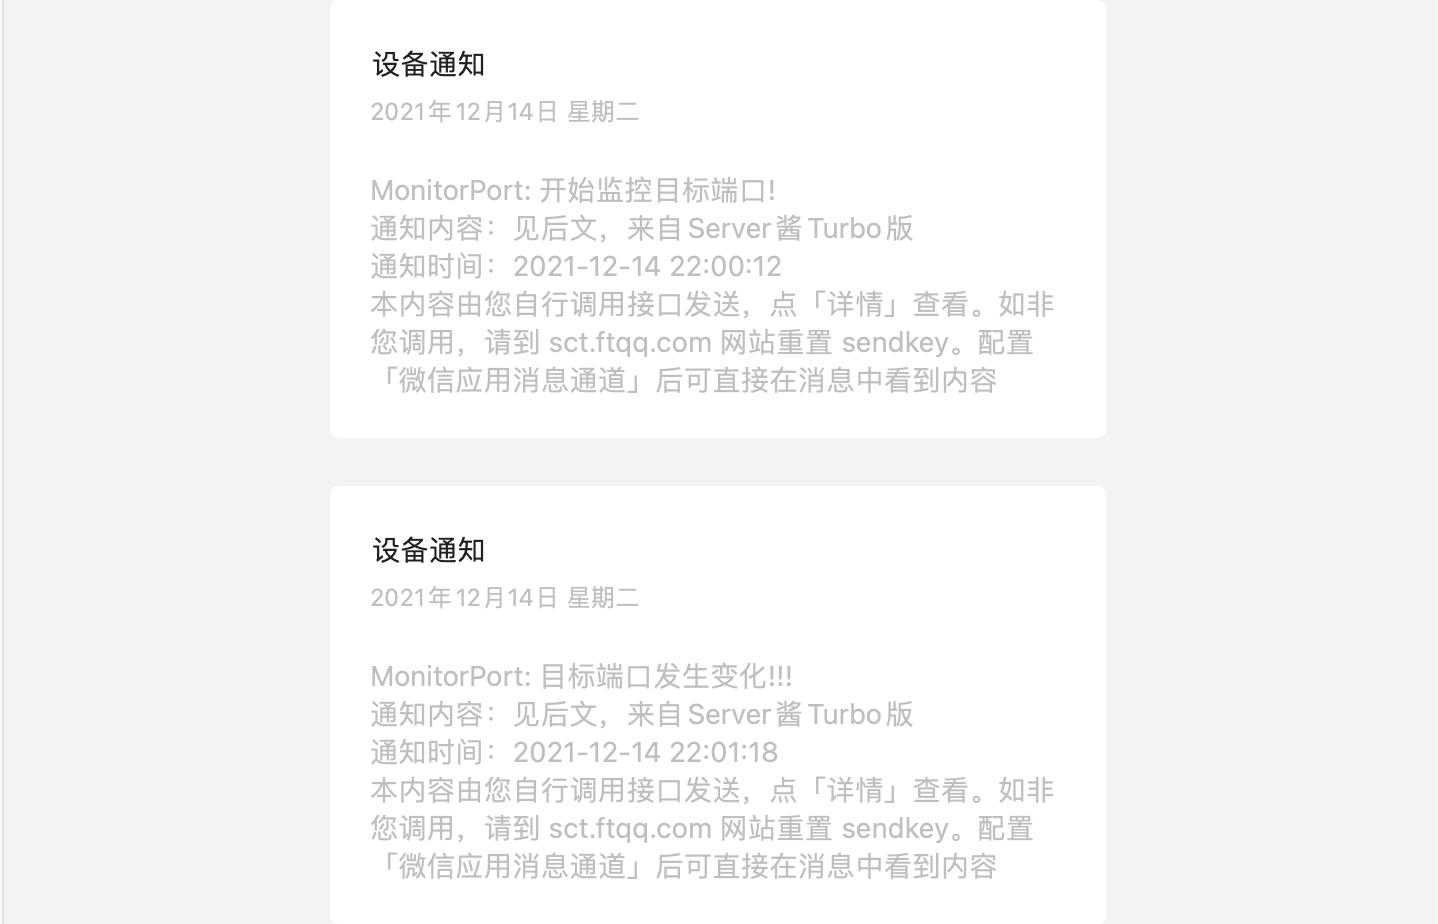 设备通知
2021年12月14日 星期二
MonitorPort: 开始监控目标端口!
通知内容：见后文，来自Server酱Turbo版
通知时间：2021-12-14 22:00:12
本内容由您自行调用接口发送，点「详情」查看。如非
您调用，请到 sct.ftqq.com 网站重置 sendkey。配置
「微信应用消息通道」后可直接在消息中看到内容
设备通知
2021年12月14日 星期二
MonitorPort: 目标端口发生变化!!!
通知内容：见后文，来自Server酱Turbo版
通知时间：2021-12-14 22:01:18
本内容由您自行调用接口发送，点「详情」查看。如非
您调用，请到 sct.ftqq.com 网站重置 sendkey。配置
「微信应用消息通道」后可直接在消息中看到内容